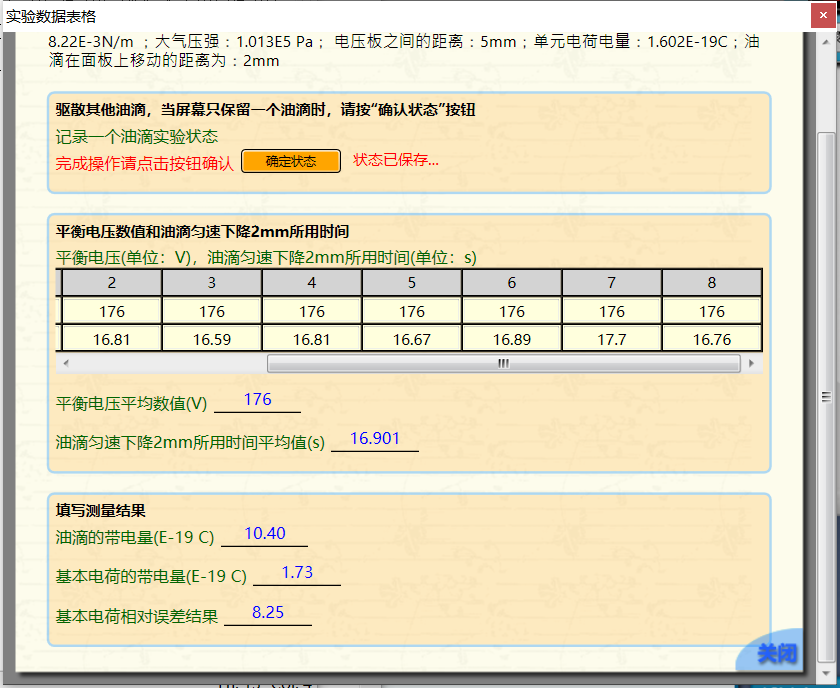 实验数据表格
8.22E-3N/m ；大气压强：1.013E5 Pa； 电压板之间的距离：5mm；单元电荷电量：1.602E-19C；油
滴在面板上移动的距离为：2mm
驱散其他油滴，当屏幕只保留一个油滴时，请按“确认状态”按钮
记录一个油滴实验状态
完成操作请点击按钮确认 确定状态 状态已保存...
平衡电压数值和油滴匀速下降2mm所用时间
平衡电压(单位：V)，油滴匀速下降2mm所用时间(单位：s)
2 3 4 5 6 7 8
176 176 176 176 176 176 176
16.81 16.59 16.81 16.67 16.89 17.7 16.76
平衡电压平均数值(V) 176
油滴匀速下降2mm所用时间平均值(s) 16.901
填写测量结果
油滴的带电量(E-19 C) 10.40
基本电荷的带电量(E-19 C) 1.73
基本电荷相对误差结果 8.25
关闭